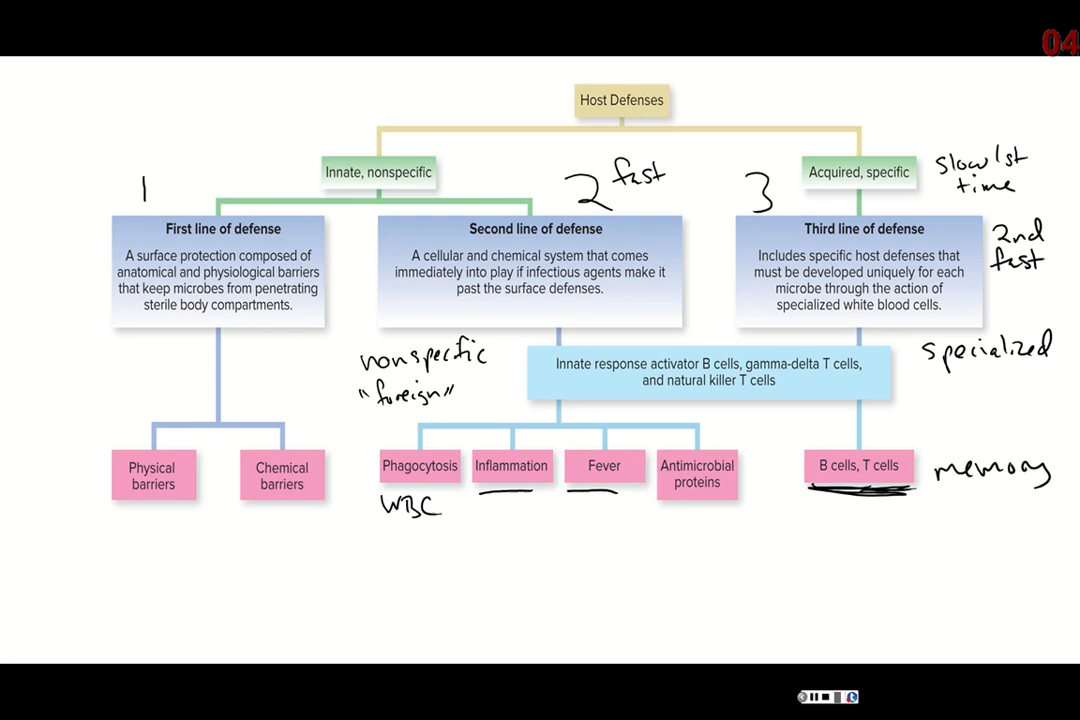 04
Host Defenses
Innate, nonspecific
Acquired, specific
slow 1st
time
1
2 fast
3
First line of defense
A surface protection composed of
anatomical and physiological barriers
that keep microbes from penetrating
sterile body compartments.
Second line of defense
A cellular and chemical system that comes
immediately into play if infectious agents make it
past the surface defenses.
Third line of defense
Includes specific host defenses that
must be developed uniquely for each
microbe through the action of
specialized white blood cells.
2nd
fast
nonspecific
"foreign"
Innate response activator B cells, gamma-delta T cells,
and natural killer T cells
specialized
Physical
barriers
Chemical
barriers
Phagocytosis
WBC
Inflammation
Fever
Antimicrobial
proteins
B cells, T cells
memory